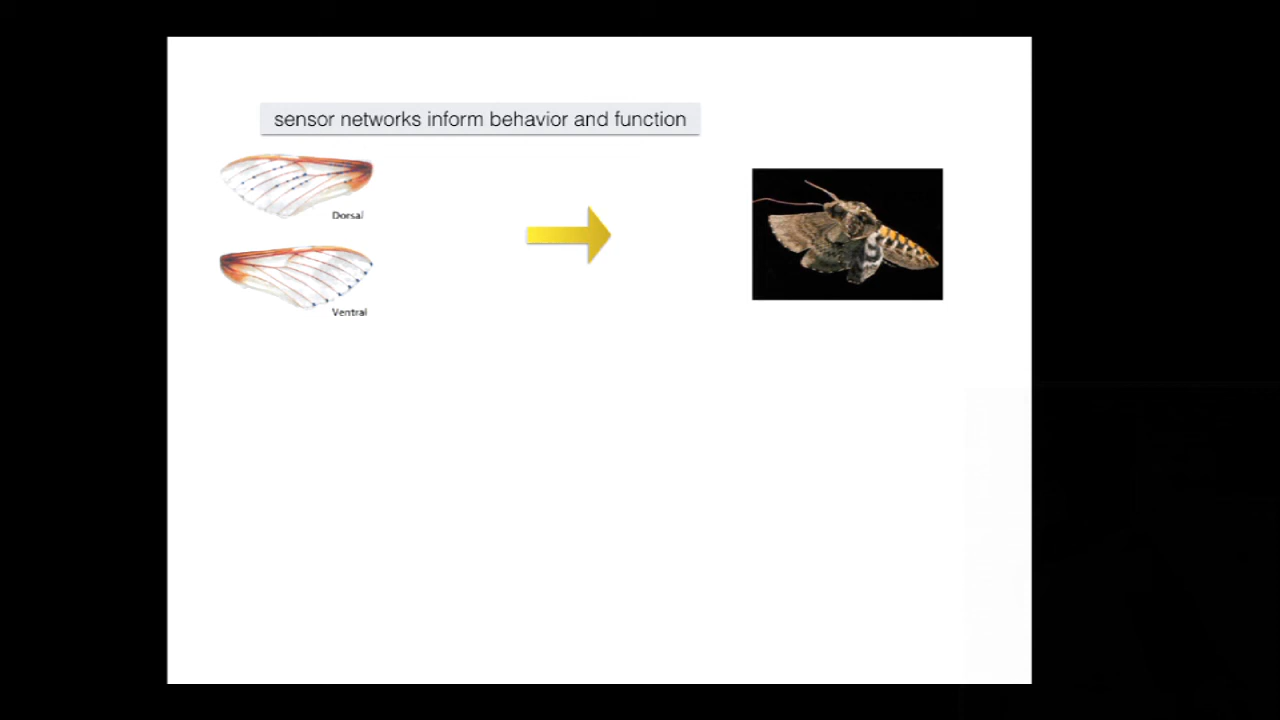 sensor networks inform behavior and function
Dorsal
Ventral